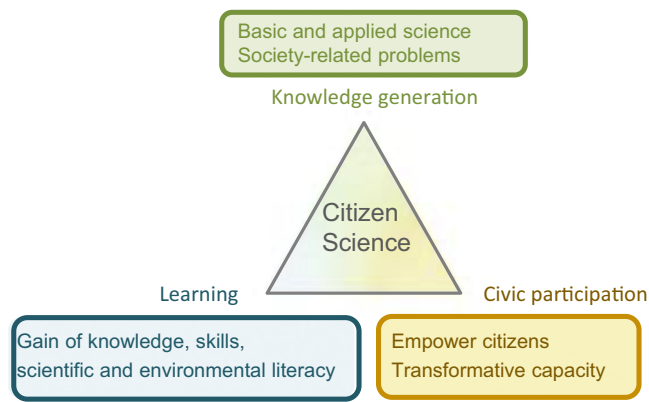 Basic and applied science
Society-related problems
Knowledge generation
Citizen
Science
Learning
Civic participation
Gain of knowledge, skills,
scientific and environmental literacy
Empower citizens
Transformative capacity